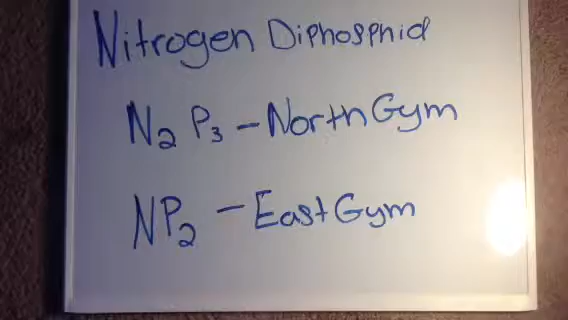 Nitrogen Diphosphid
N₂ P₃ - North Gym
NP₂ - East Gym